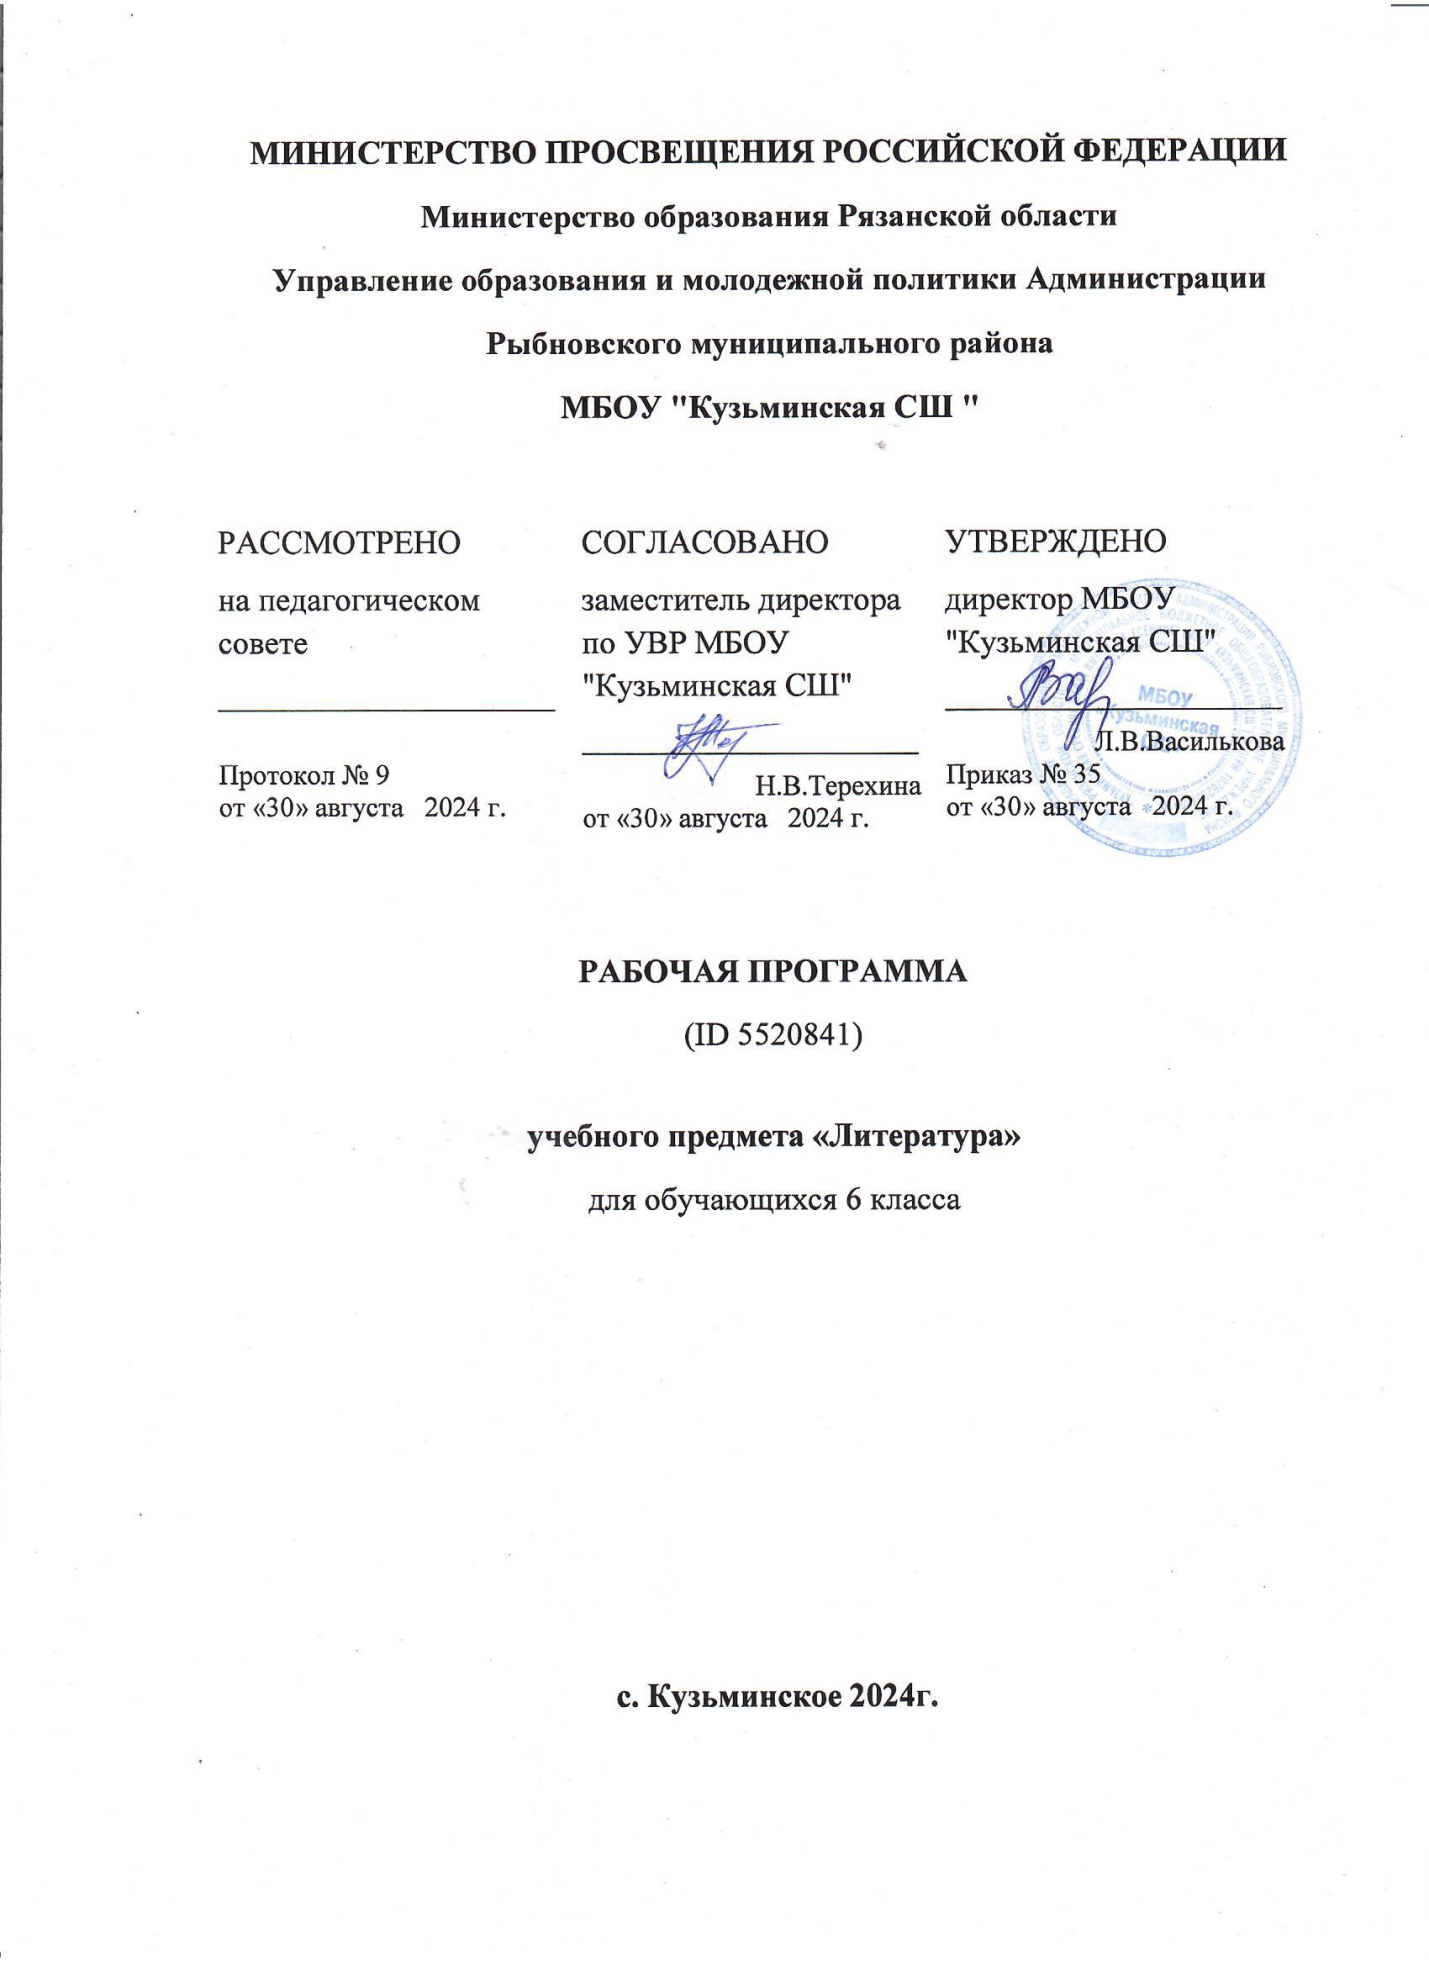 МИНИСТЕРСТВО ПРОСВЕЩЕНИЯ РОССИЙСКОЙ ФЕДЕРАЦИИ
Министерство образования Рязанской области
Управление образования и молодежной политики Администрации
Рыбновского муниципального района
МБОУ "Кузьминская СШ "
РАССМОТРЕНО
на педагогическом
совете
Протокол № 9
от «30» августа 2024 г.
СОГЛАСОВАНО
заместитель директора
по УВР МБОУ
"Кузьминская СШ"
Н.В.Терехина
от «30» августа 2024 г.
УТВЕРЖДЕНО
директор МБОУ
"Кузьминская СШ"
МБОУ
Кузьминская
Л.В.Василькова
Приказ № 35
от «30» августа 2024 г.
РАБОЧАЯ ПРОГРАММА
(ID 5520841)
учебного предмета «Литература»
для обучающихся 6 класса
с. Кузьминское 2024г.